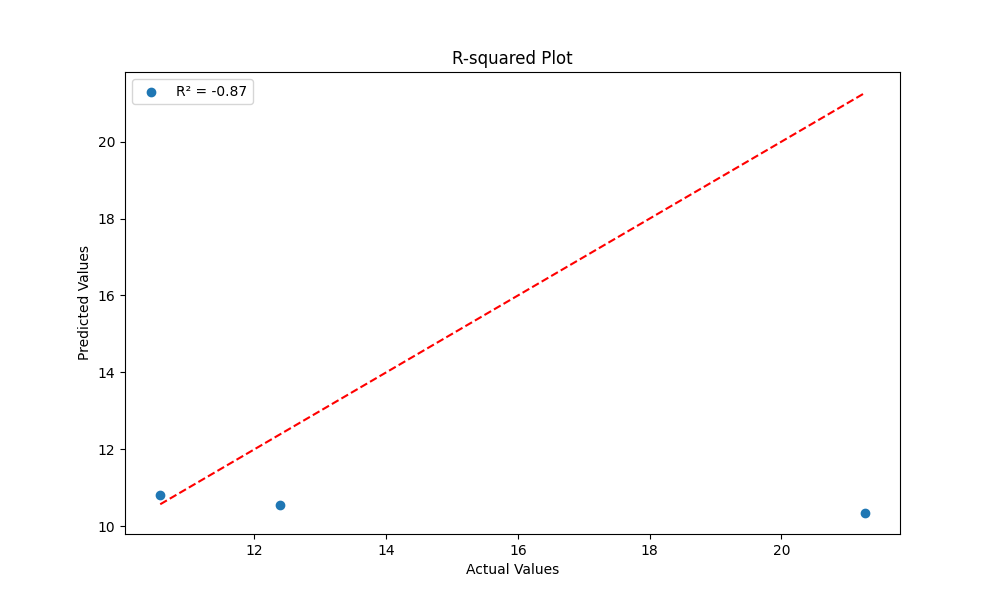 R-squared Plot
R² = -0.87
Predicted Values
20
18
16
14
12
10
12 14 16 18 20
Actual Values